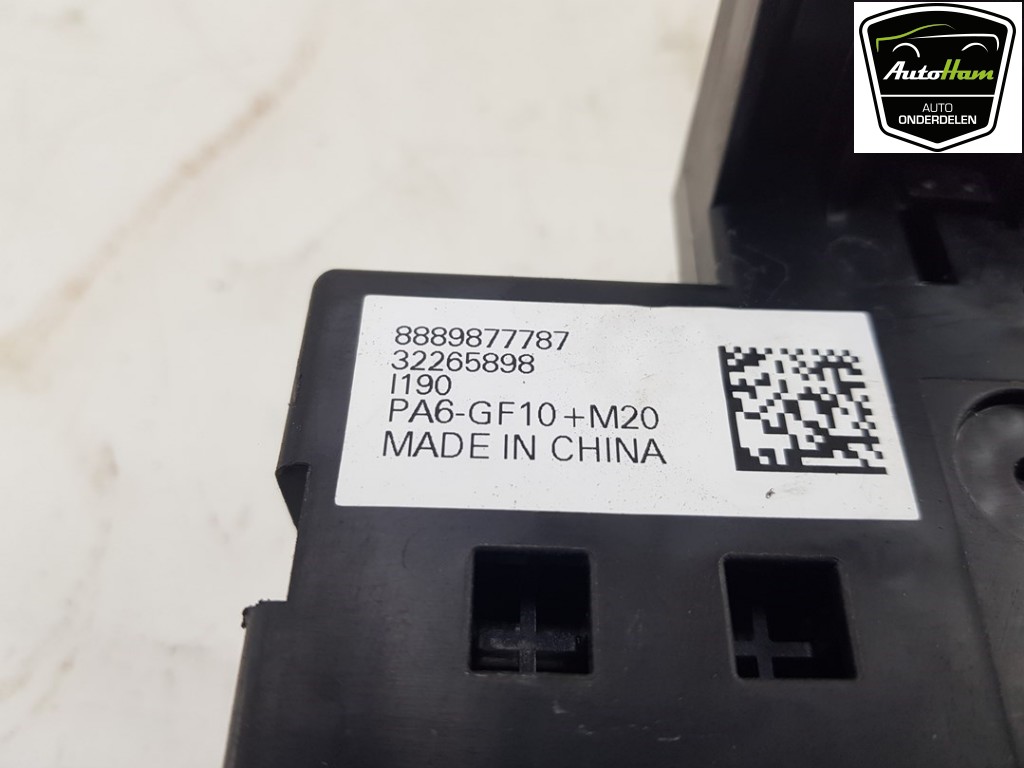 AutoHam
AUTO
ONDERDELEN
8889877787
32265898
I190
PA6-GF10+M20
MADE IN CHINA